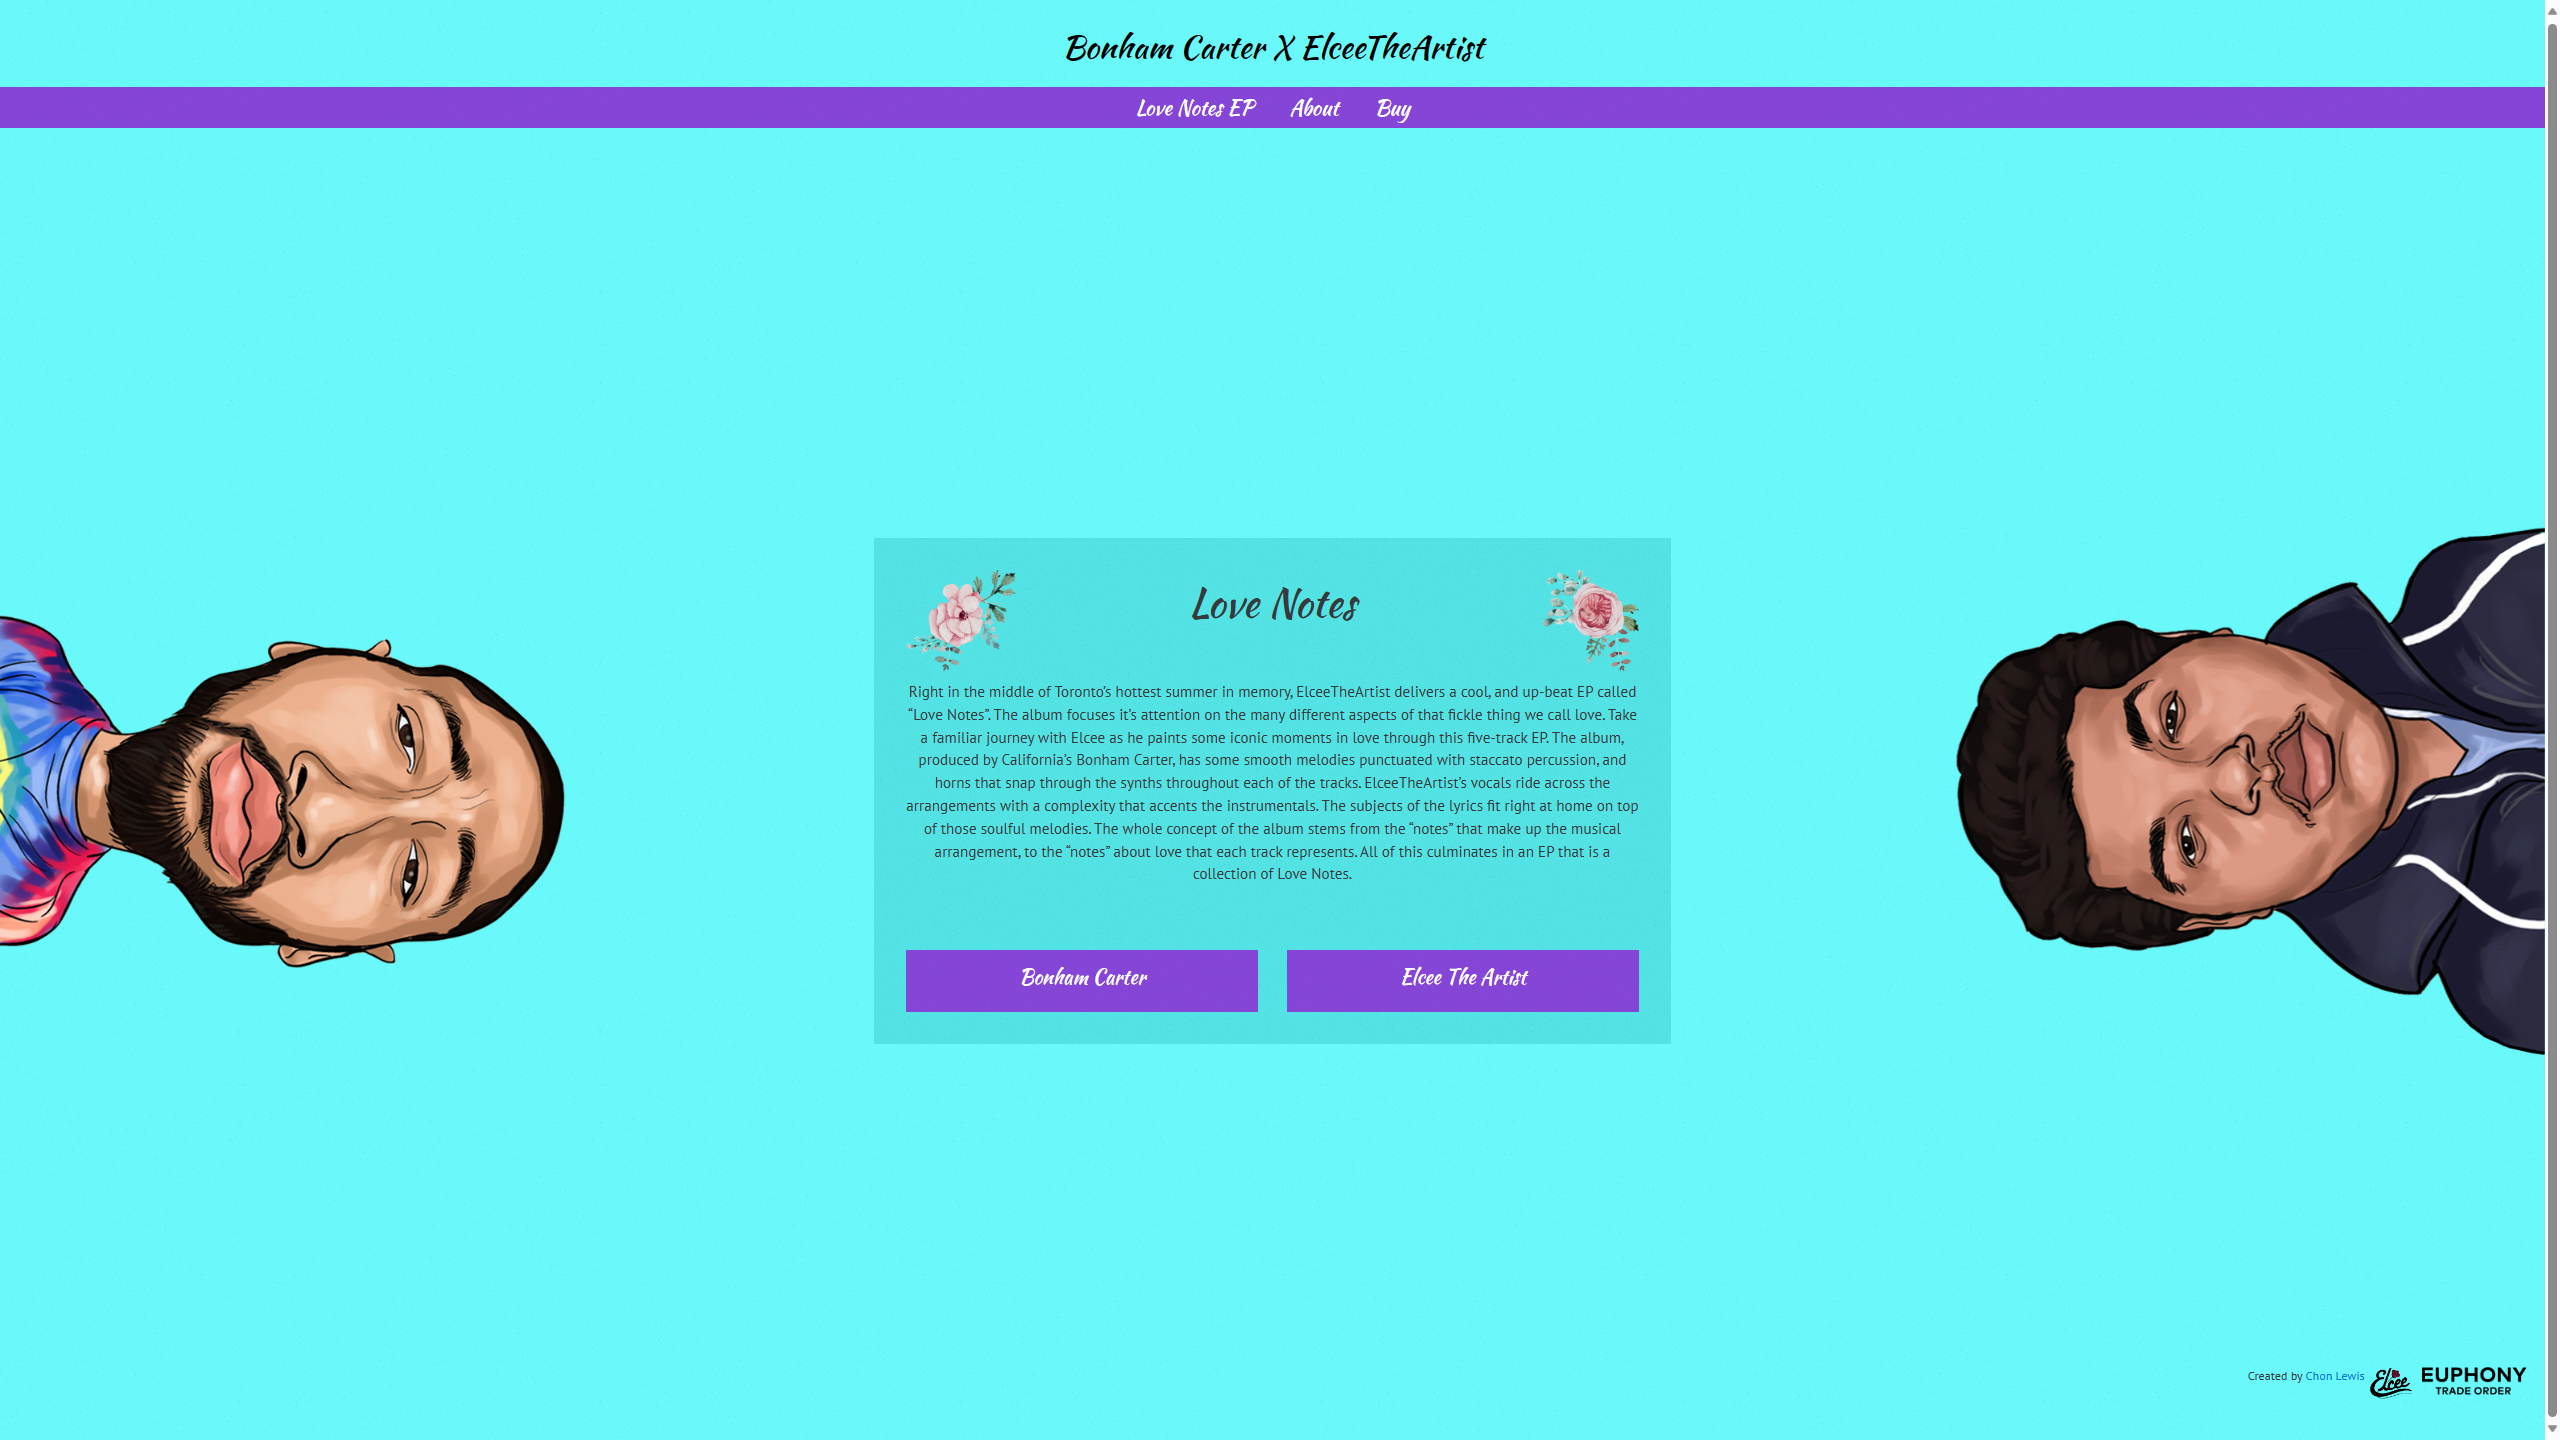 Bonham Carter X ElceeTheArtist
Love Notes EP About Buy
Love Notes
Right in the middle of Toronto’s hottest summer in memory, ElceeTheArtist delivers a cool, and up-beat EP called
“Love Notes”. The album focuses it’s attention on the many different aspects of that fickle thing we call love. Take
a familiar journey with Elcee as he paints some iconic moments in love through this five-track EP. The album,
produced by California’s Bonham Carter, has some smooth melodies punctuated with staccato percussion, and
horns that snap through the synths throughout each of the tracks. ElceeTheArtist’s vocals ride across the
arrangements with a complexity that accents the instrumentals. The subjects of the lyrics fit right at home on top
of those soulful melodies. The whole concept of the album stems from the “notes” that make up the musical
arrangement, to the “notes” about love that each track represents. All of this culminates in an EP that is a
collection of Love Notes.
Bonham Carter
Elcee The Artist
Created by Chon Lewis
Elcee
EUPHONY
TRADE ORDER